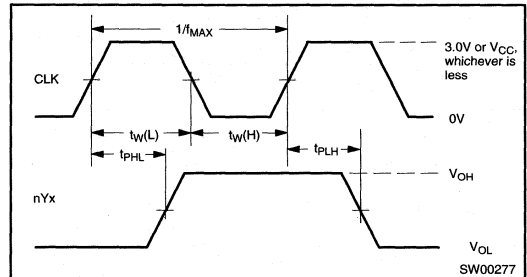 1/fMAX
3.0V or VCC,
whichever is
less
CLK
0V
tW(L)
tW(H)
tPHL
tPLH
VOH
nYx
VOL
SW00277